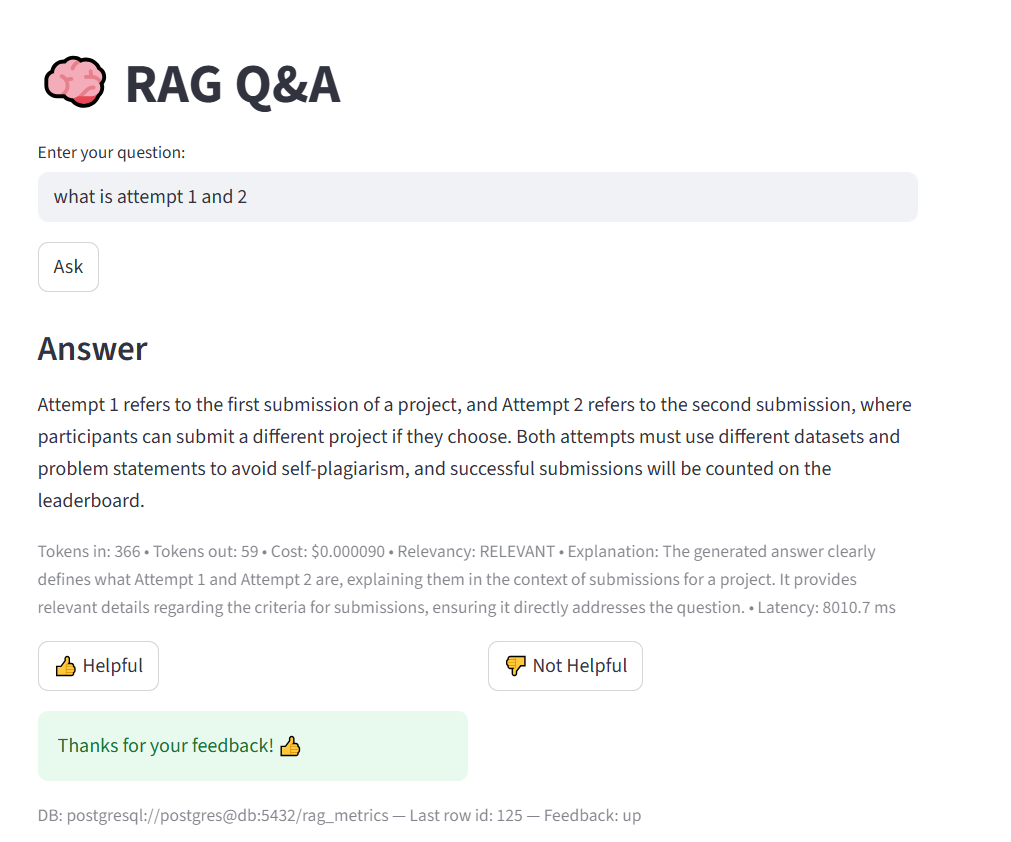 🧠 RAG Q&A
Enter your question:
what is attempt 1 and 2
Ask
Answer
Attempt 1 refers to the first submission of a project, and Attempt 2 refers to the second submission, where
participants can submit a different project if they choose. Both attempts must use different datasets and
problem statements to avoid self-plagiarism, and successful submissions will be counted on the
leaderboard.
Tokens in: 366 • Tokens out: 59 • Cost: $0.000090 • Relevancy: RELEVANT • Explanation: The generated answer clearly
defines what Attempt 1 and Attempt 2 are, explaining them in the context of submissions for a project. It provides
relevant details regarding the criteria for submissions, ensuring it directly addresses the question. • Latency: 8010.7 ms
👍 Helpful
👎 Not Helpful
Thanks for your feedback! 👍
DB: postgresql://postgres@db:5432/rag_metrics — Last row id: 125 — Feedback: up